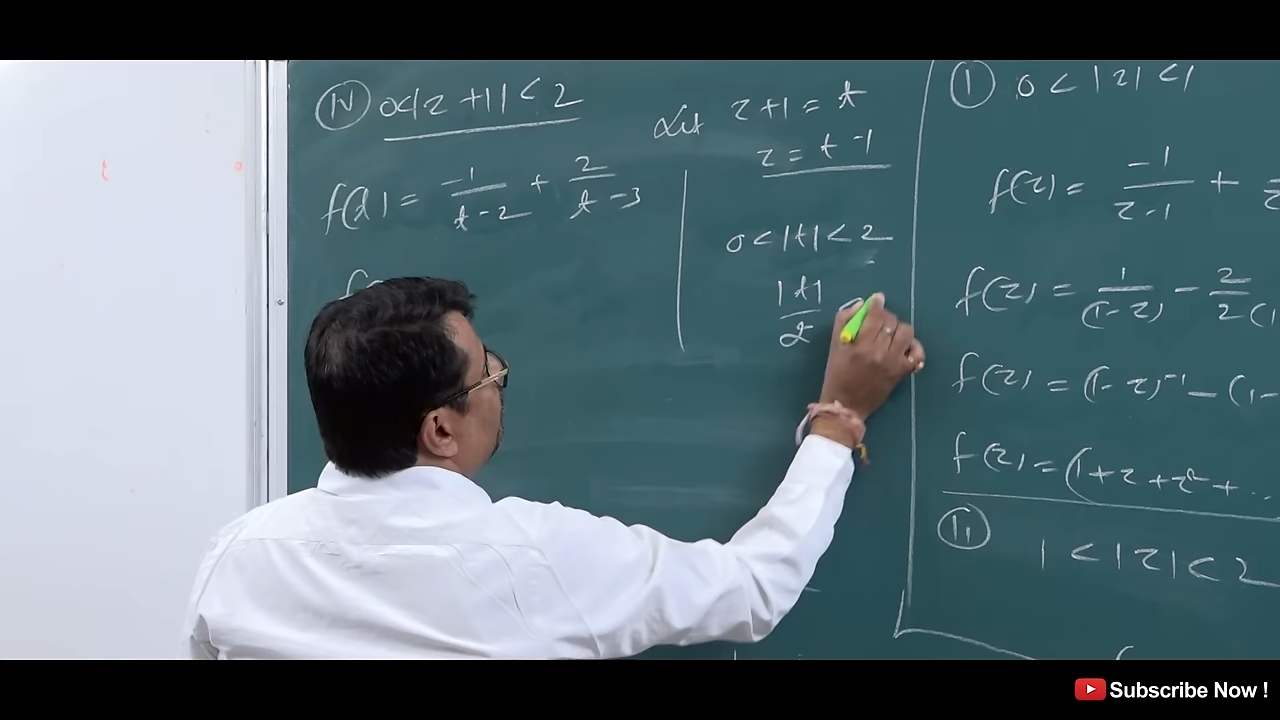 (IV) 0<|z+1|<2
Let z+1 = t
z = t-1
f(z) = -1/(t-2) + 2/(t-3)
0<|t|<2
|t|/2
(I) 0 < |z| < 1
f(z) = -1/(z-1) +
f(z) = 1/(1-z) - 2/2(1
f(z) = (1-z)⁻¹ - (1-
f(z) = (1+z+z²+...
(ii) 1 < |z| < 2
Subscribe Now !